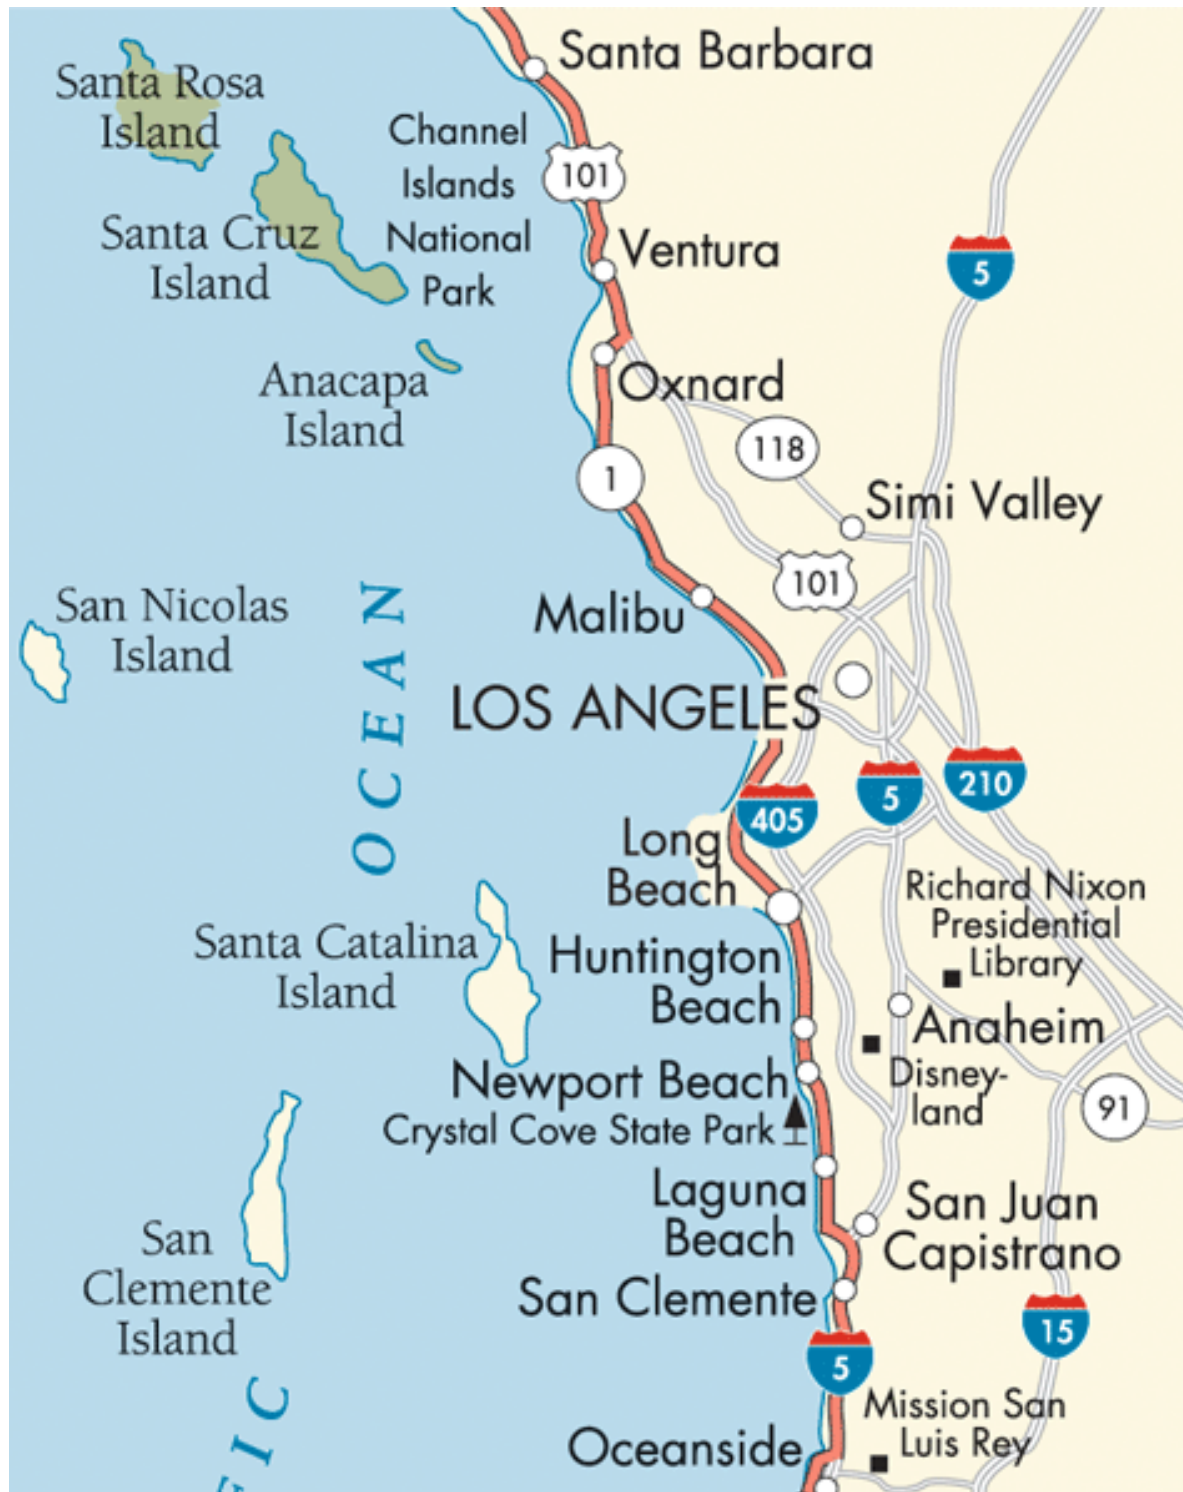 Santa Barbara
Santa Rosa
Island
Channel
Islands
National
Park
101
Santa Cruz
Island
Ventura
5
Anacapa
Island
Oxnard
118
1
Simi Valley
101
San Nicolas
Island
Malibu
OCEAN
LOS ANGELES
405
5
210
Long
Beach
Richard Nixon
Presidential
Library
Santa Catalina
Island
Huntington
Beach
Anaheim
Disney-
land
Newport Beach
Crystal Cove State Park
91
Laguna
Beach
San Juan
Capistrano
San
Clemente
Island
San Clemente
15
5
FIC
Mission San
Luis Rey
Oceanside